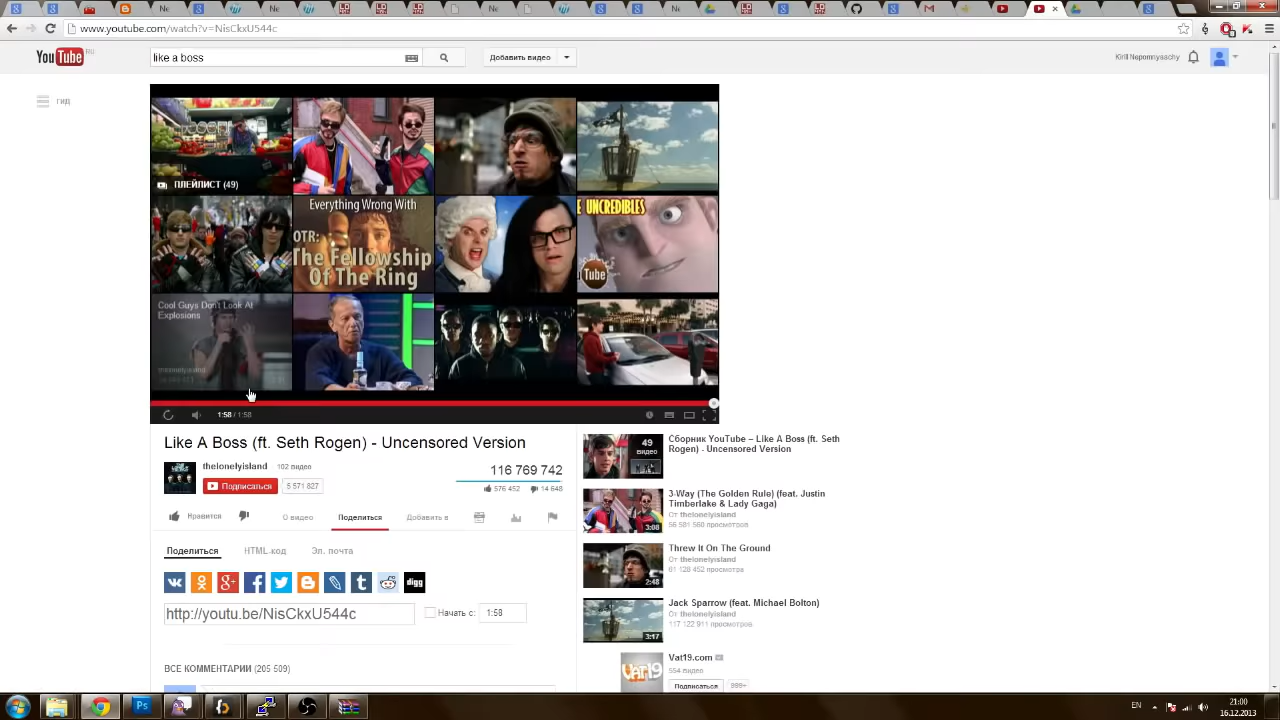 www.youtube.com/watch?v=NisCkxU544c
YouTube RU
like a boss
Добавить видео
Kirill Nepomnyaschy
гид
ПЛЕЙЛИСТ (49)
Everything Wrong With
OTR:
The Fellowship
Of The Ring
E UNCREDIBLES
Tube
Cool Guys Don't Look At
Explosions
thelonelyisland
1:58 / 1:58
Like A Boss (ft. Seth Rogen) - Uncensored Version
thelonelyisland 102 видео
Подписаться 5 571 827
116 769 742
576 452 14 648
Нравится
О видео
Поделиться
Добавить в
Поделиться
HTML-код
Эл. почта
digg
http://youtu.be/NisCkxU544c
Начать с: 1:58
ВСЕ КОММЕНТАРИИ (205 509)
49
видео
Сборник YouTube – Like A Boss (ft. Seth
Rogen) - Uncensored Version
3-Way (The Golden Rule) (feat. Justin
Timberlake & Lady Gaga)
От thelonelyisland
56 581 560 просмотров
3:08
Threw It On The Ground
От thelonelyisland
61 128 452 просмотра
2:48
Jack Sparrow (feat. Michael Bolton)
От thelonelyisland
117 122 911 просмотров
3:17
Vat19.com
554 видео
Подписаться 999+
Vat19
EN
21:00
16.12.2013